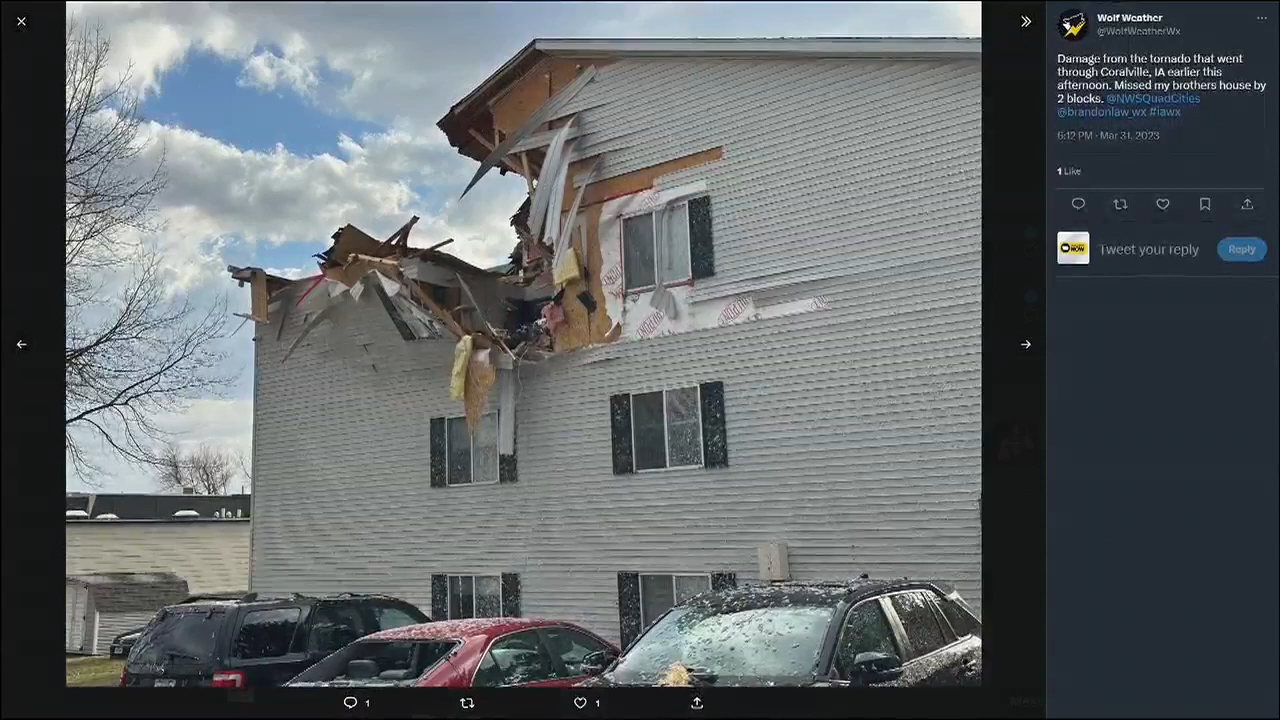 Wolf Weather
@WolfWeatherWx
Damage from the tornado that went
through Coralville, IA earlier this
afternoon. Missed my brothers house by
2 blocks. @NWSQuadCities
@brandonlaw_wx #iawx
6:12 PM · Mar 31, 2023
1 Like
Tweet your reply
Reply
1
1